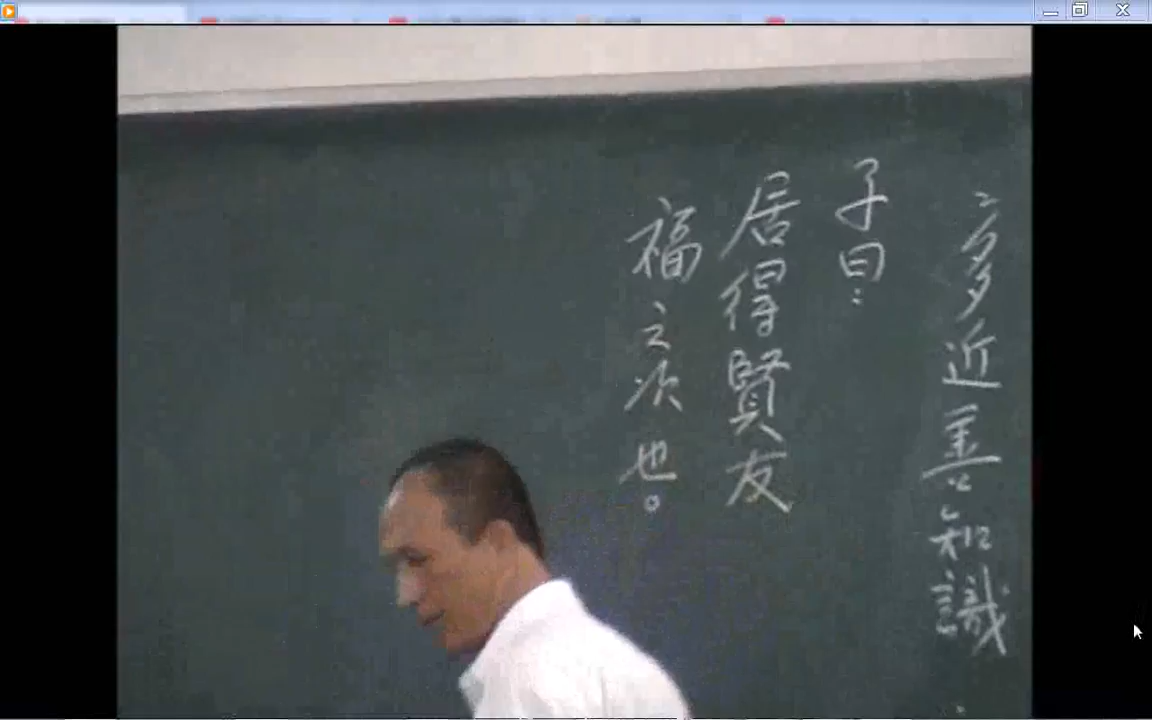 多近善知識
子曰：
居得賢友
福之次也。